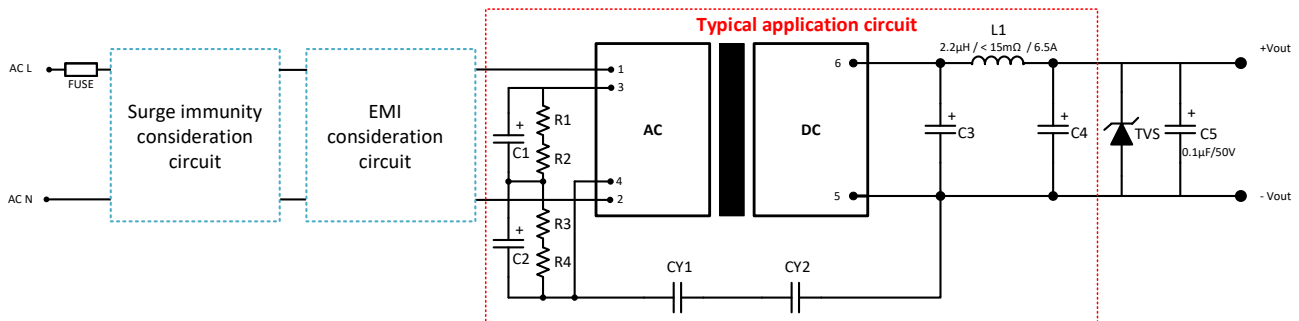 Typical application circuit
L1
2.2µH / < 15mΩ / 6.5A
AC L
FUSE
Surge immunity
consideration
circuit
EMI
consideration
circuit
1
3
R1
C1
+
R2
AC
4
2
R3
C2
+
R4
DC
6
5
+
C3
+
C4
TVS
+
C5
0.1µF/50V
+Vout
- Vout
AC N
CY1
CY2